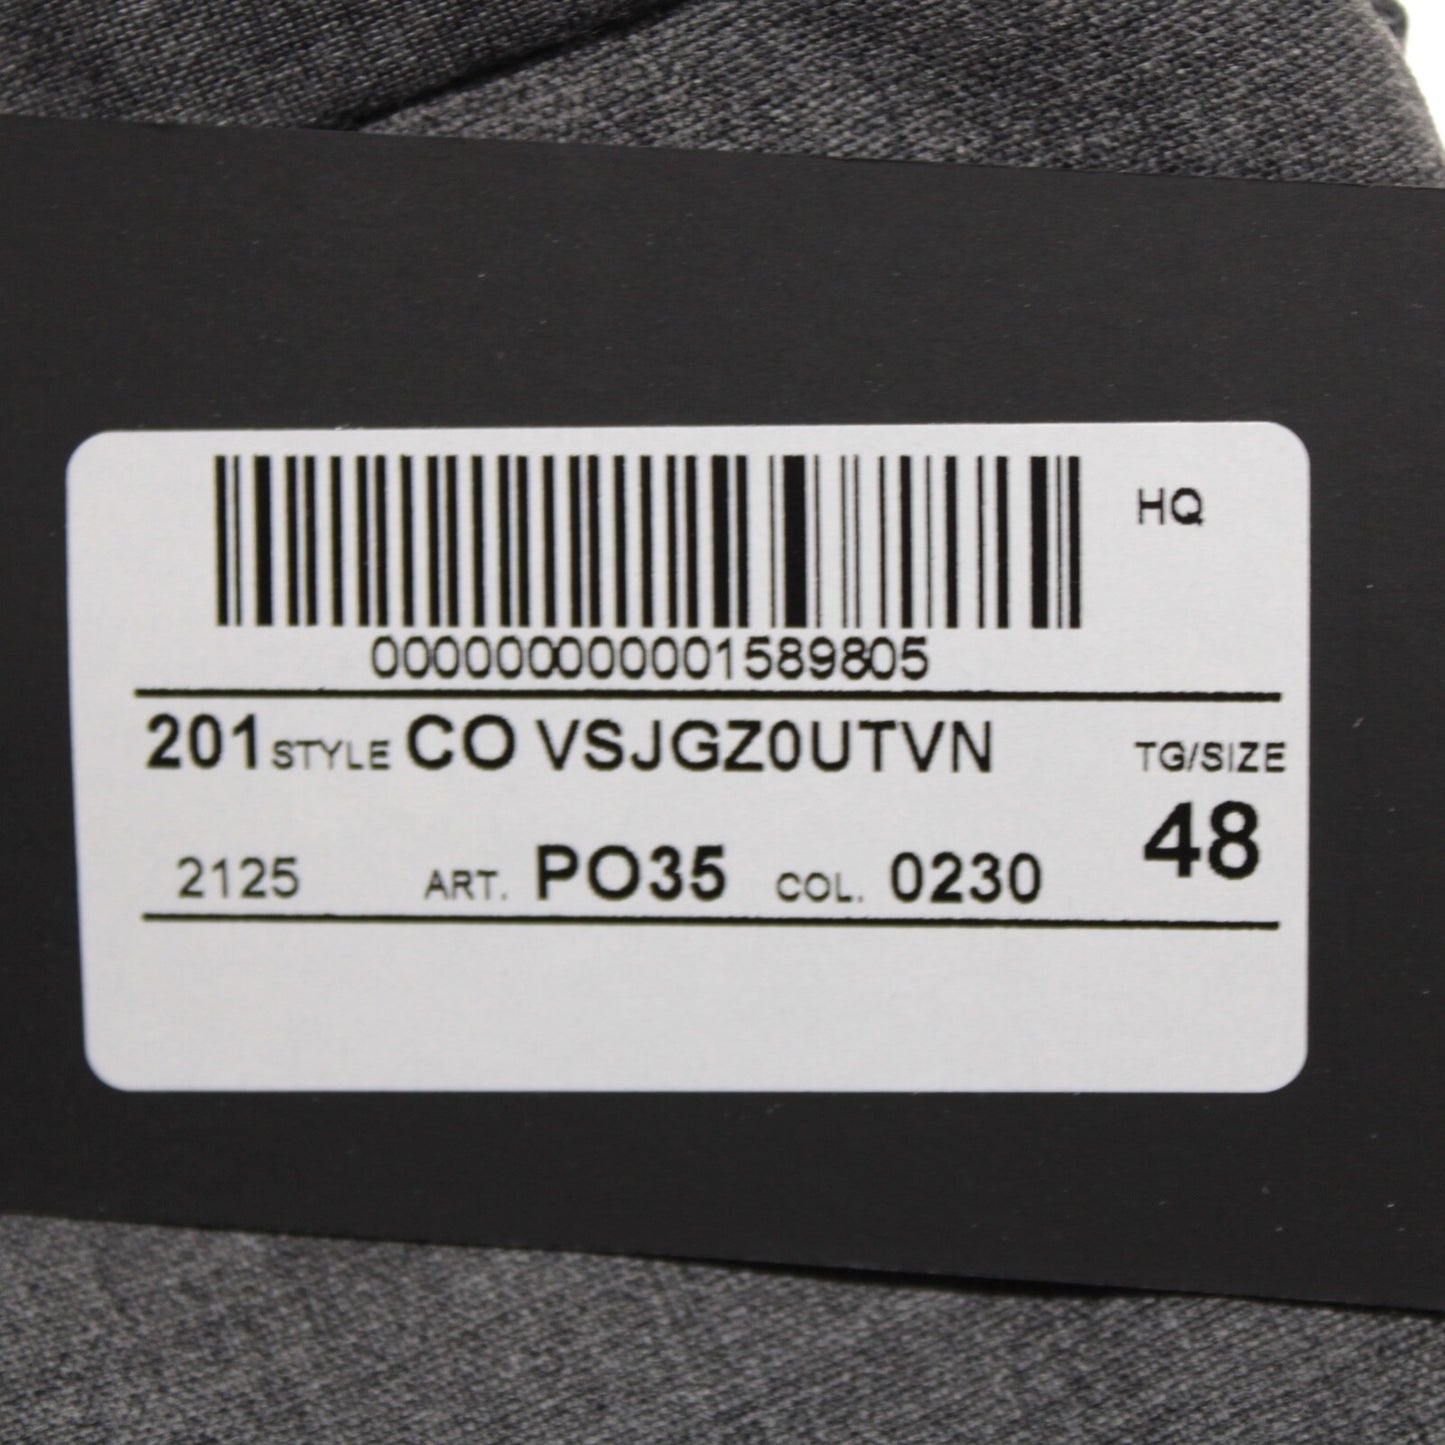 HQ
0000000000001589805
201 STYLE CO VSJGZ0UTVN TG/SIZE
48
2125 ART. PO35 COL. 0230